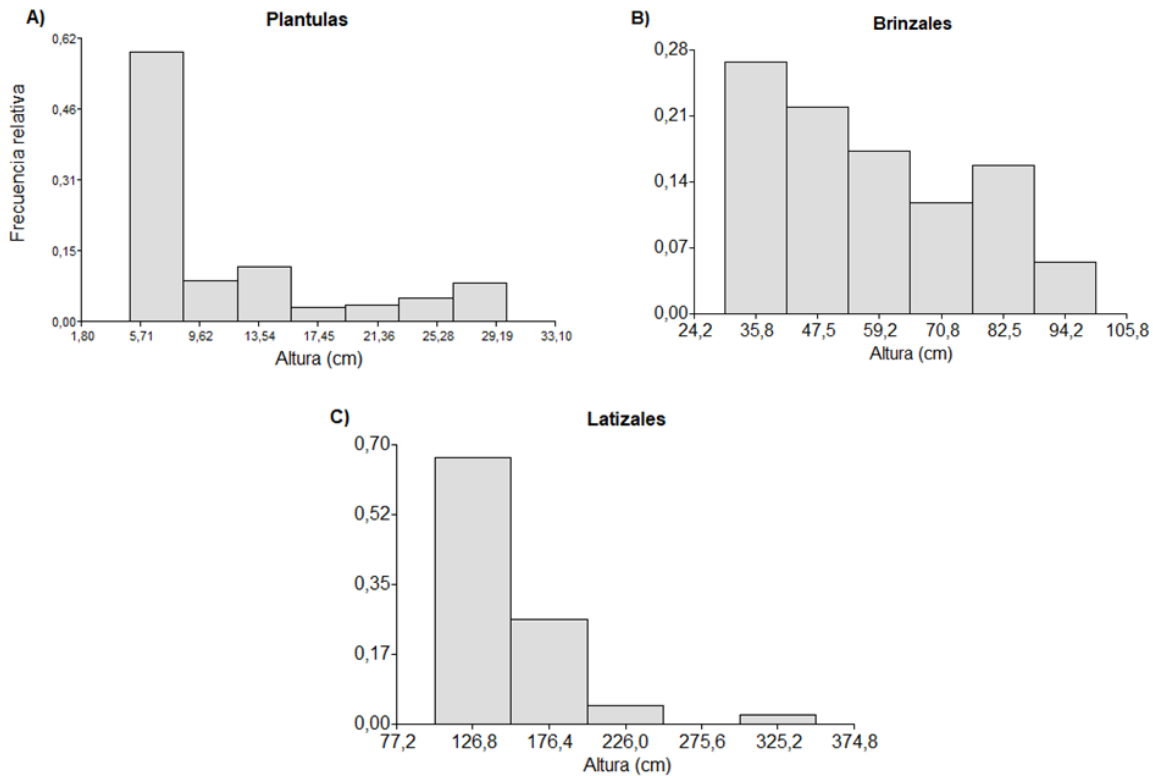 A)
Plantulas
Frecuencia relativa
0,62
0,46
0,31
0,15
0,00
1,80 5,71 9,62 13,54 17,45 21,36 25,28 29,19 33,10
Altura (cm)
B)
Brinzales
0,28
0,21
0,14
0,07
0,00
24,2 35,8 47,5 59,2 70,8 82,5 94,2 105,8
Altura (cm)
C)
Latizales
0,70
0,52
0,35
0,17
0,00
77,2 126,8 176,4 226,0 275,6 325,2 374,8
Altura (cm)